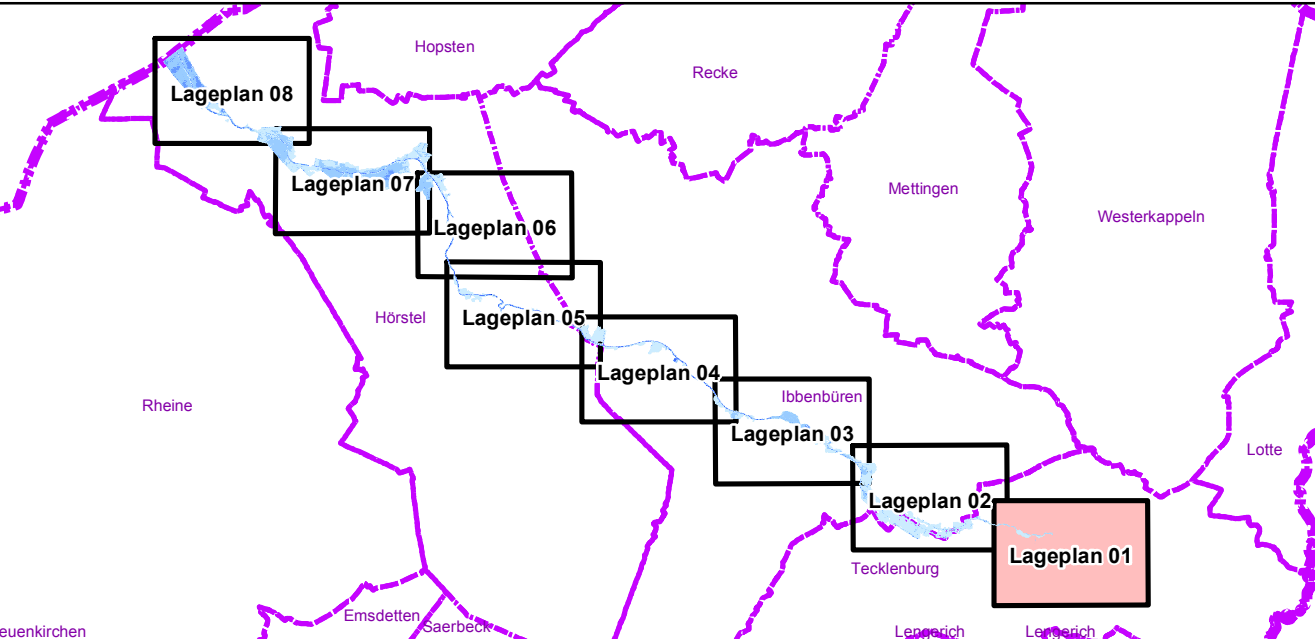 Hopsten
Recke
Lageplan 08
Lageplan 07
Mettingen
Westerkappeln
Lageplan 06
Hörstel
Lageplan 05
Lageplan 04
Ibbenbüren
Rheine
Lageplan 03
Lotte
Lageplan 02
Lageplan 01
Tecklenburg
Emsdetten
Saerbeck
euenkirchen
Lengerich
Lengerich